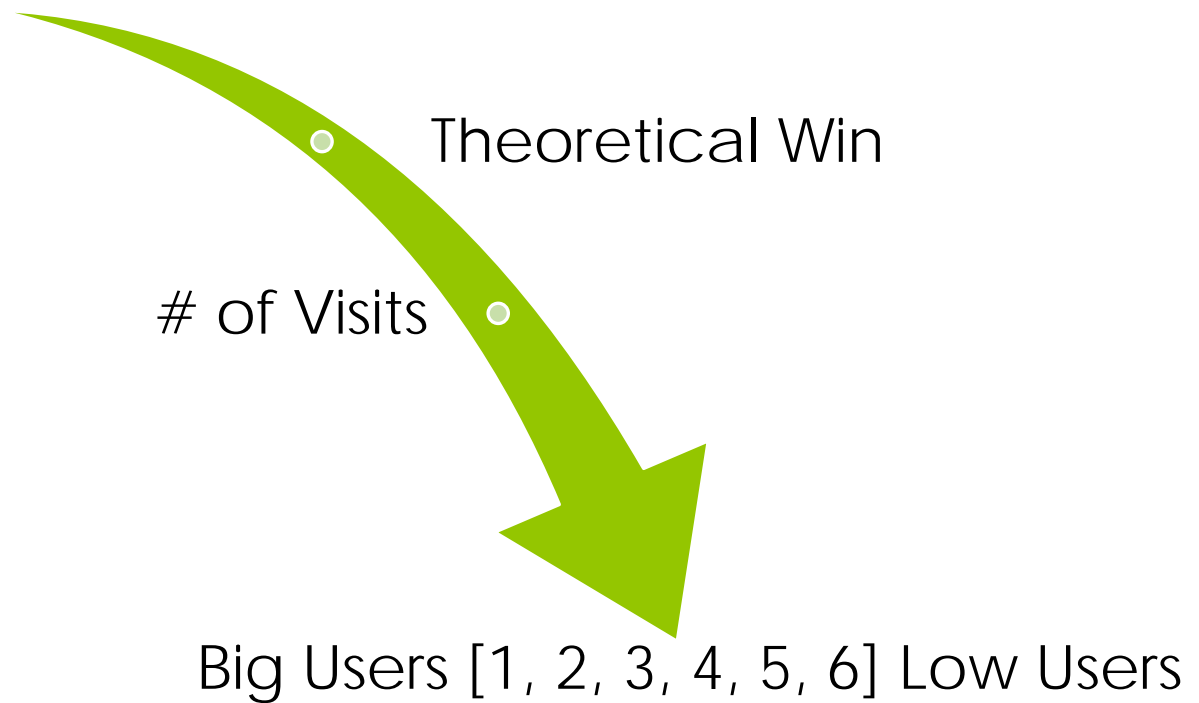 Theoretical Win
# of Visits
Big Users [1, 2, 3, 4, 5, 6] Low Users